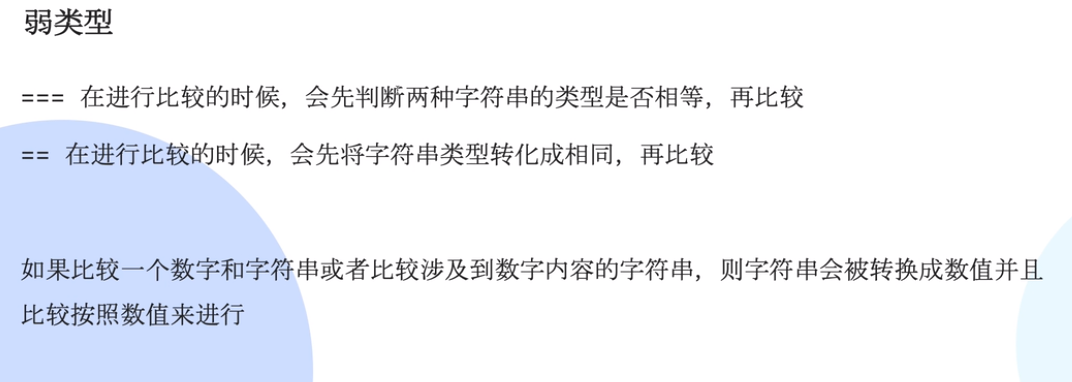 弱类型
=== 在进行比较的时候，会先判断两种字符串的类型是否相等，再比较
== 在进行比较的时候，会先将字符串类型转化成相同，再比较
如果比较一个数字和字符串或者比较涉及到数字内容的字符串，则字符串会被转换成数值并且
比较按照数值来进行